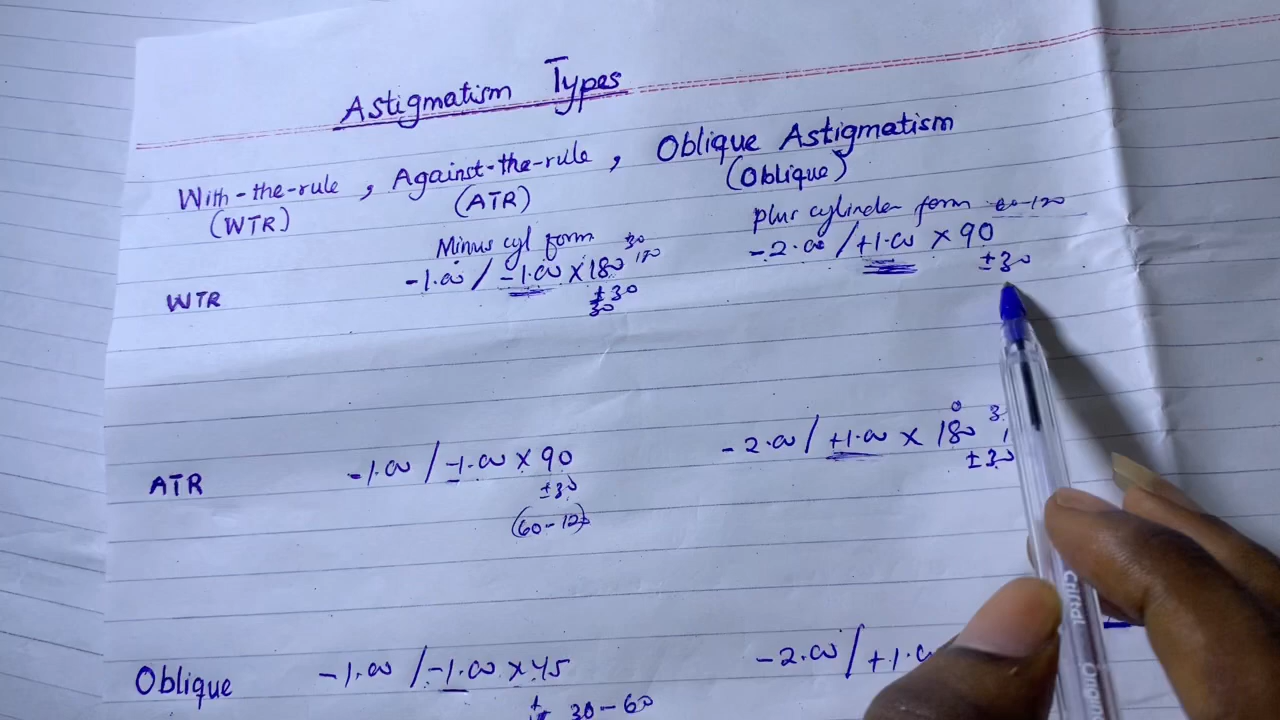 Astigmatism Types
With-the-rule , Against-the-rule , Oblique Astigmatism
(WTR) (ATR) (Oblique)
Minus cyl form plus cylinder form 60-120
-1.00 / -1.00 × 180 -2.00 / +1.00 × 90
WTR ±30 ±30
30
ATR -1.00 / -1.00 × 90 -2.00 / +1.00 × 180
±30 ±30
(60-120)
Oblique -1.00 / -1.00 × 45 -2.00 / +1.
30-60